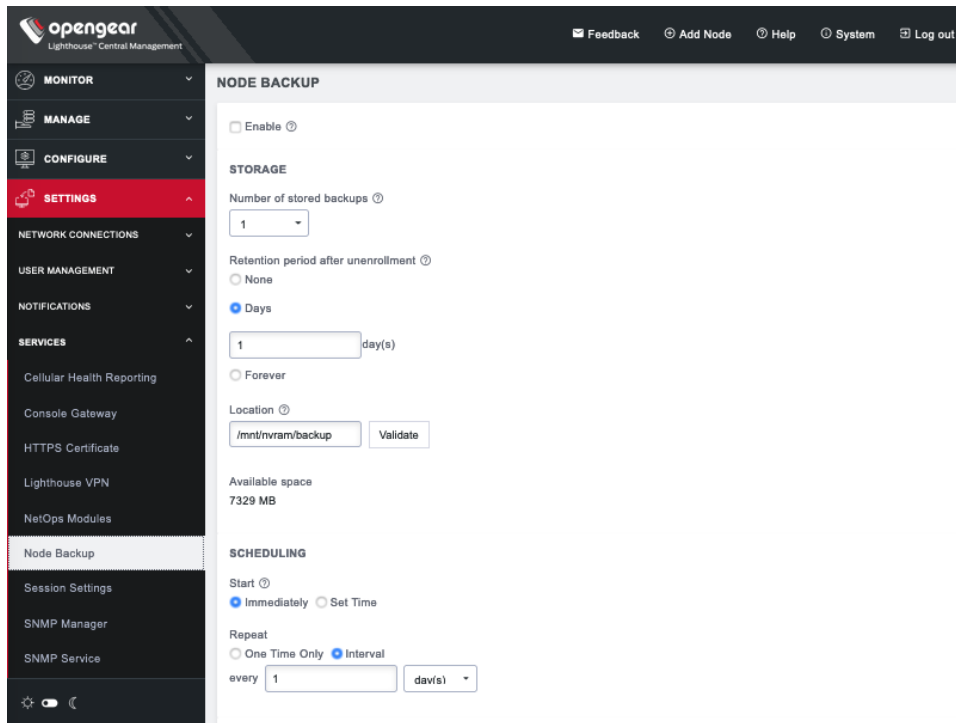 opengear
Lighthouse™ Central Management
Feedback
Add Node
Help
System
Log out
MONITOR
MANAGE
CONFIGURE
SETTINGS
NETWORK CONNECTIONS
USER MANAGEMENT
NOTIFICATIONS
SERVICES
Cellular Health Reporting
Console Gateway
HTTPS Certificate
Lighthouse VPN
NetOps Modules
Node Backup
Session Settings
SNMP Manager
SNMP Service
NODE BACKUP
Enable
STORAGE
Number of stored backups
1
Retention period after unenrollment
None
Days
1 day(s)
Forever
Location
/mnt/nvram/backup Validate
Available space
7329 MB
SCHEDULING
Start
Immediately Set Time
Repeat
One Time Only Interval
every 1 day(s)